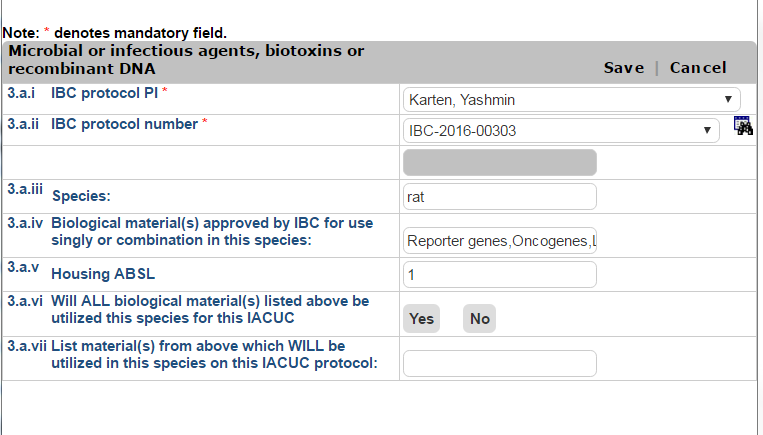 Note: * denotes mandatory field.
Microbial or infectious agents, biotoxins or
recombinant DNA
Save | Cancel
3.a.i IBC protocol PI *
Karten, Yashmin
3.a.ii IBC protocol number *
IBC-2016-00303
3.a.iii Species:
rat
3.a.iv Biological material(s) approved by IBC for use
singly or combination in this species:
Reporter genes,Oncogenes,L
3.a.v Housing ABSL
1
3.a.vi Will ALL biological material(s) listed above be
utilized this species for this IACUC
Yes No
3.a.vii List material(s) from above which WILL be
utilized in this species on this IACUC protocol: